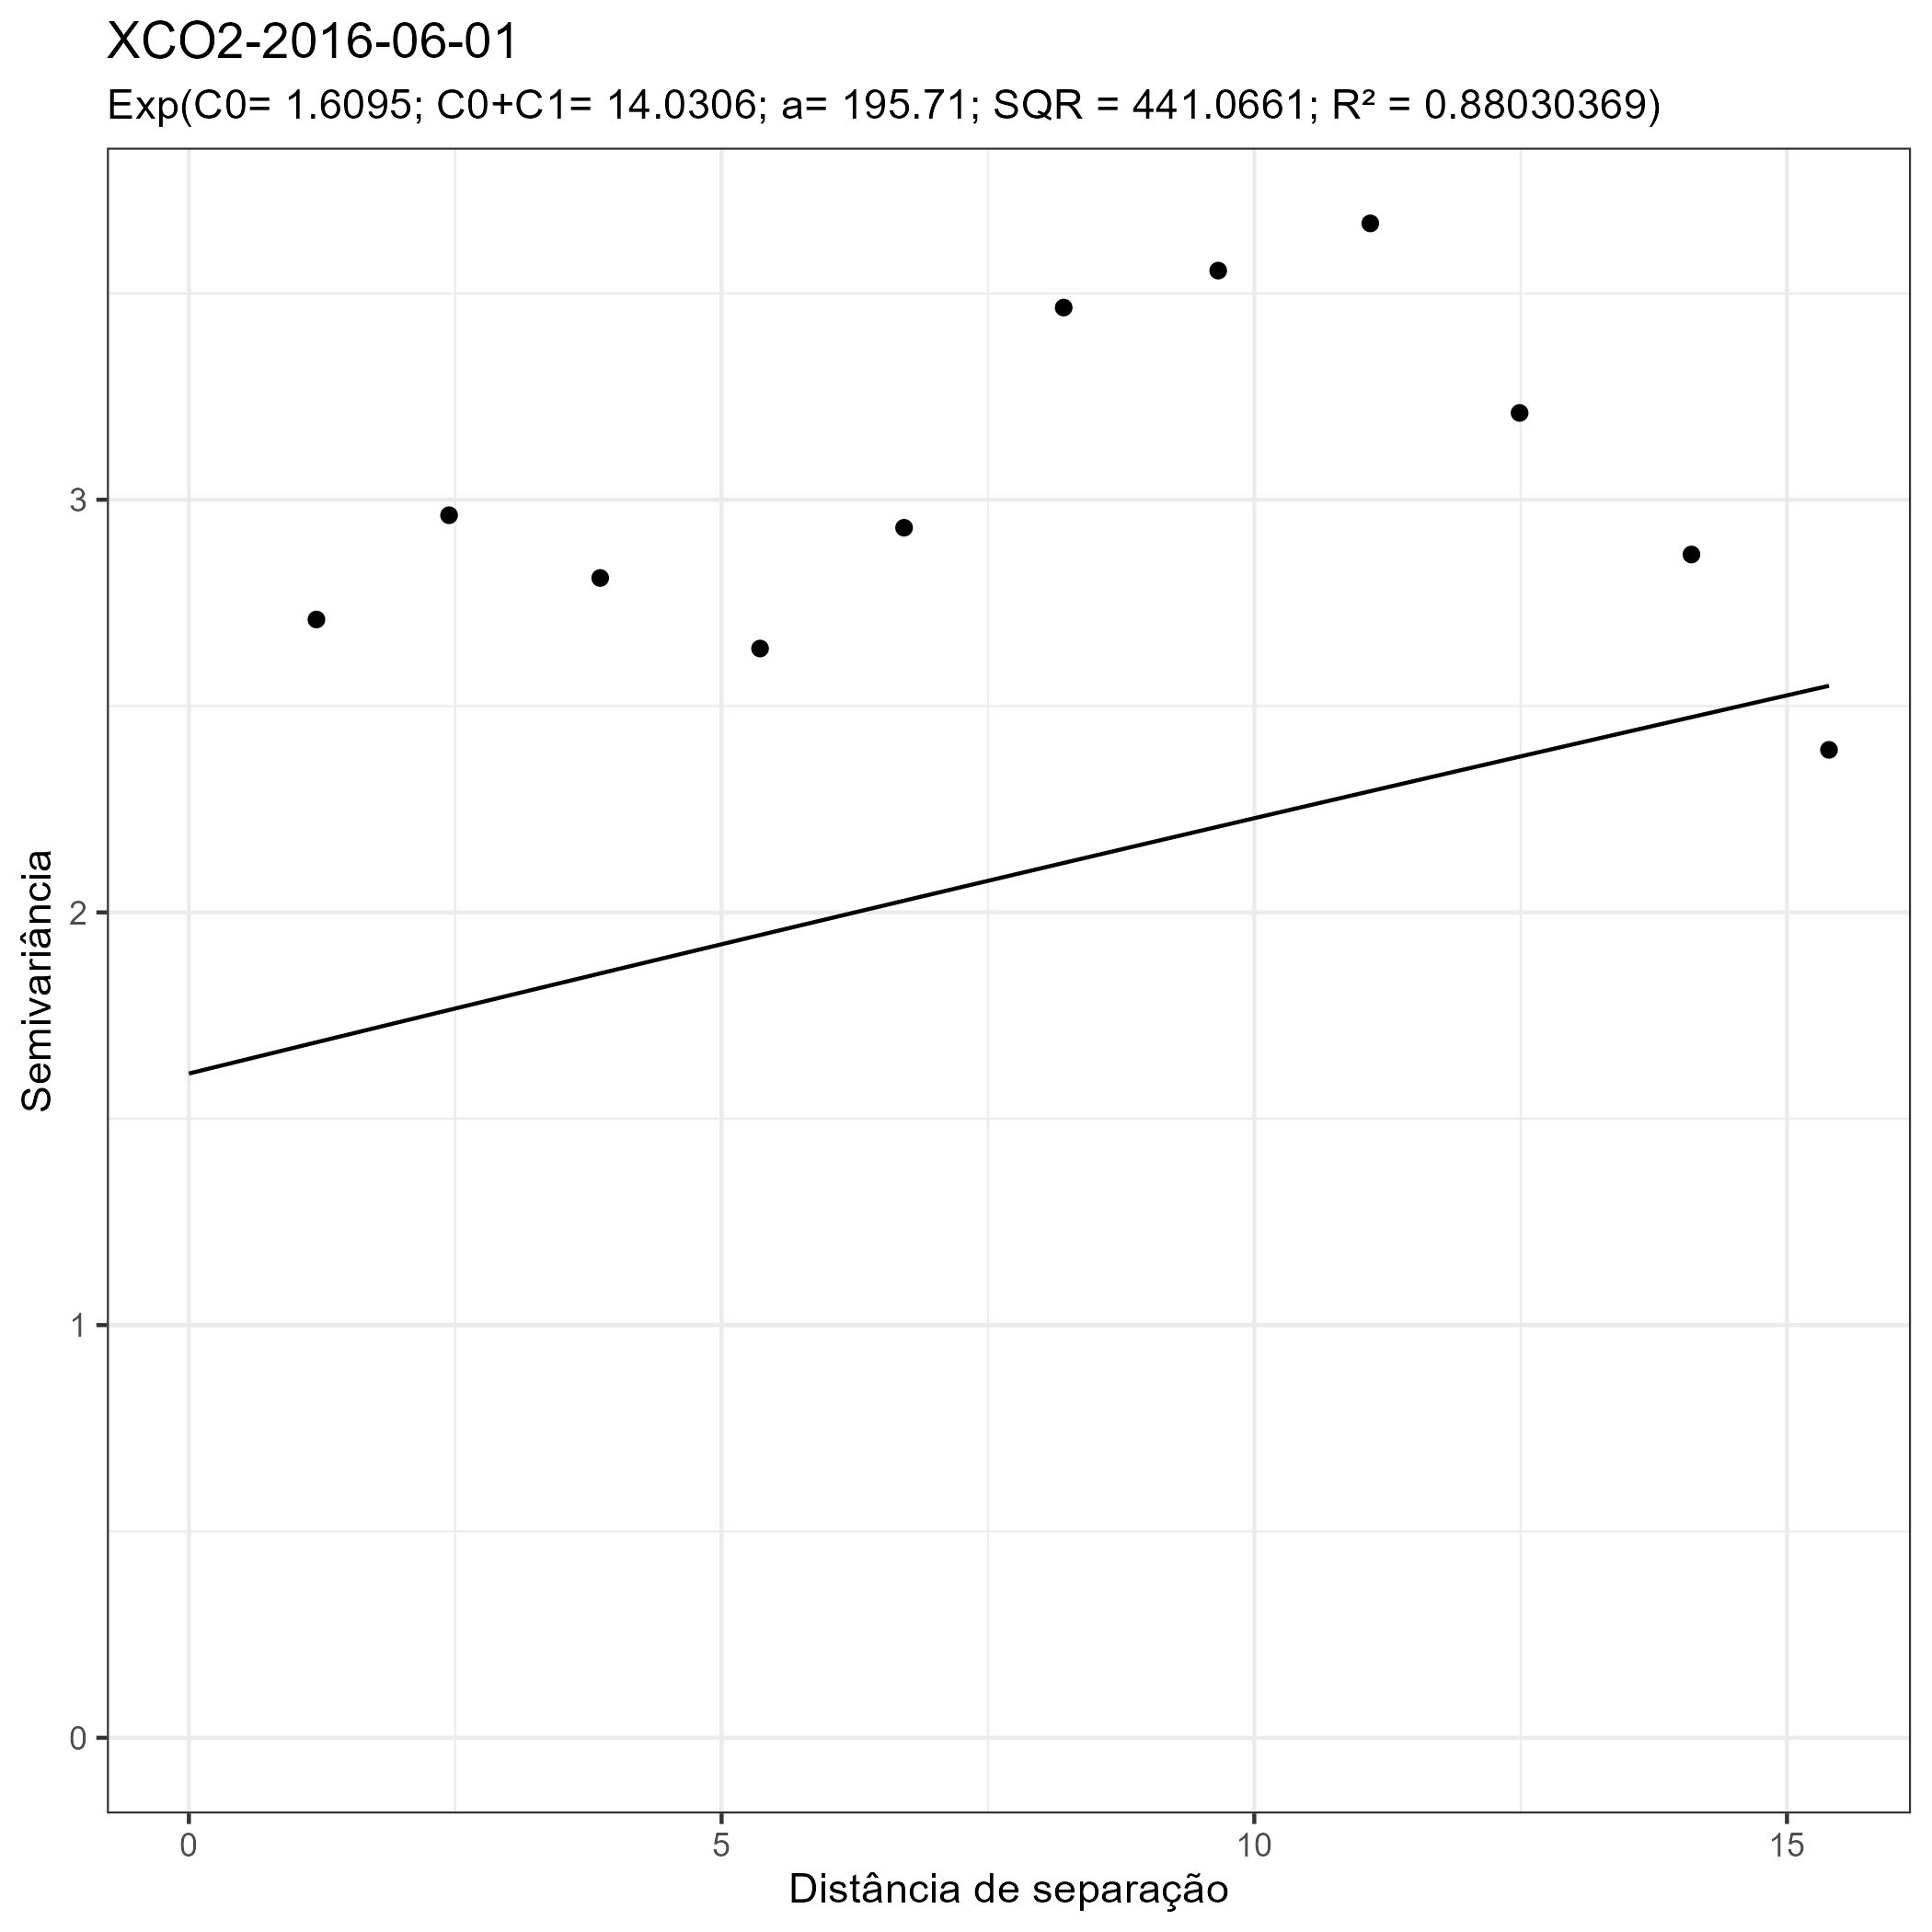 XCO2-2016-06-01
Exp(C0= 1.6095; C0+C1= 14.0306; a= 195.71; SQR = 441.0661; R² = 0.88030369)
Semivariância
3
2
1
0
0
5
10
15
Distância de separação